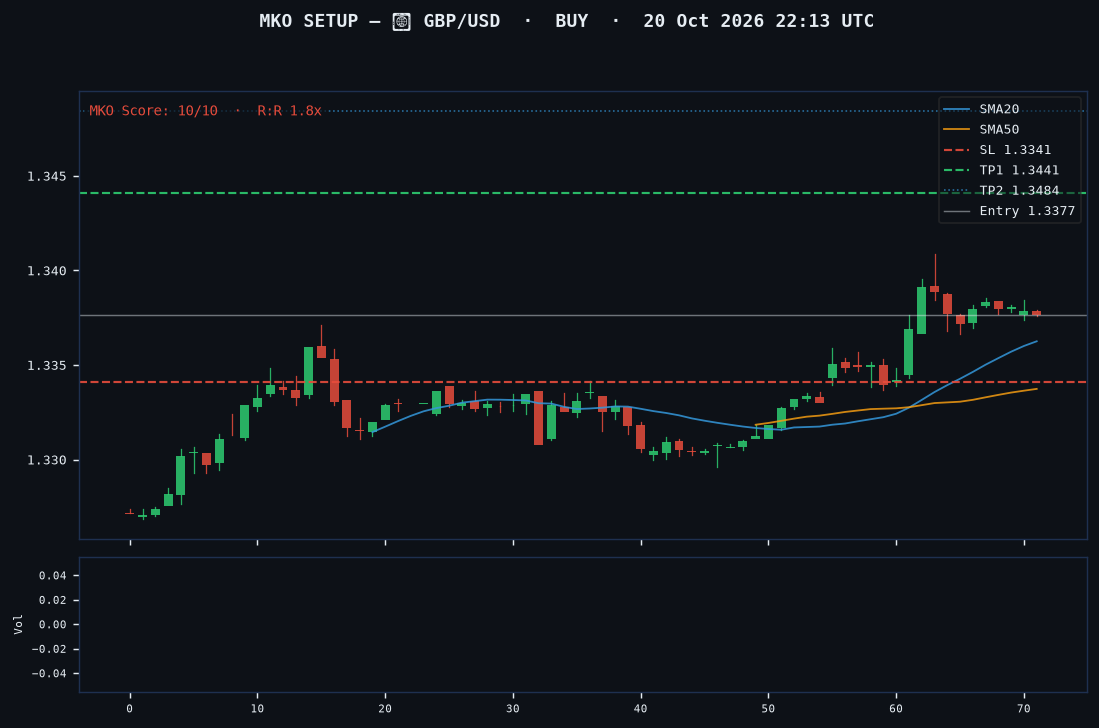 MKO SETUP — GBP/USD · BUY · 20 Oct 2026 22:13 UTC
MKO Score: 10/10 · R:R 1.8x
SMA20
SMA50
SL 1.3341
TP1 1.3441
TP2 1.3484
Entry 1.3377
1.345
1.340
1.335
1.330
Vol
0.04
0.02
0.00
−0.02
−0.04
0 10 20 30 40 50 60 70